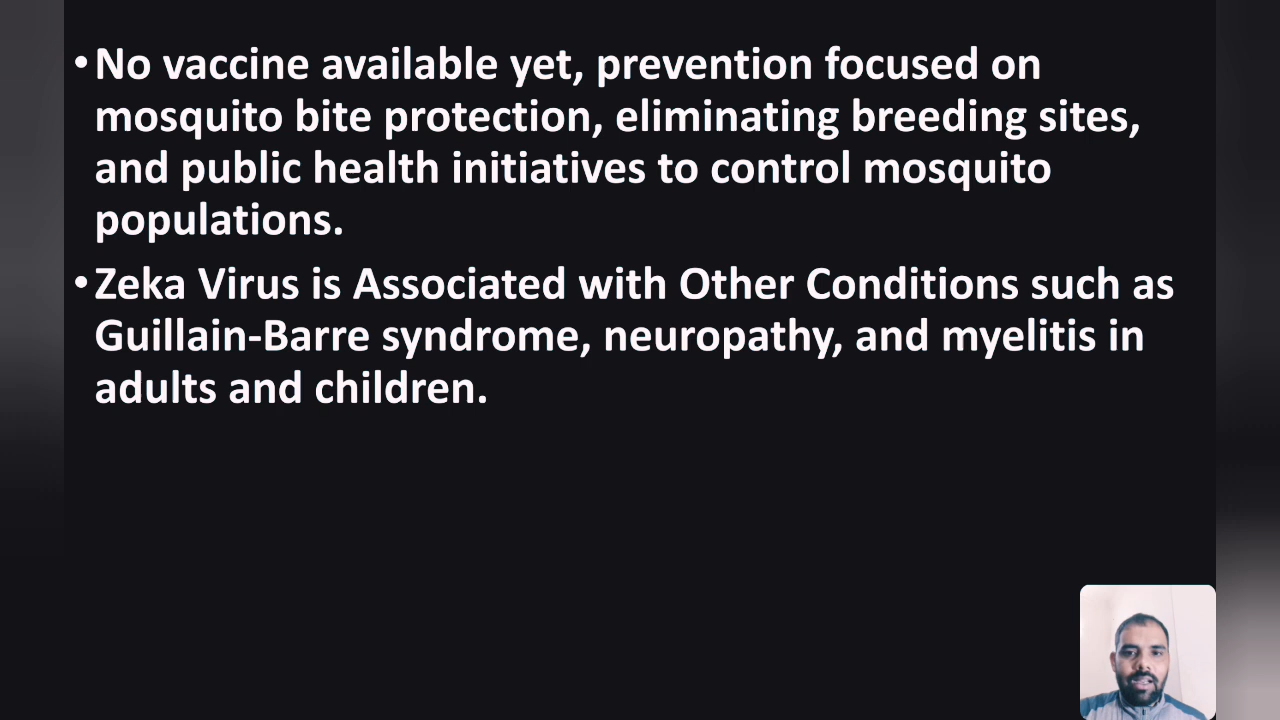 • No vaccine available yet, prevention focused on
mosquito bite protection, eliminating breeding sites,
and public health initiatives to control mosquito
populations.
• Zeka Virus is Associated with Other Conditions such as
Guillain-Barre syndrome, neuropathy, and myelitis in
adults and children.